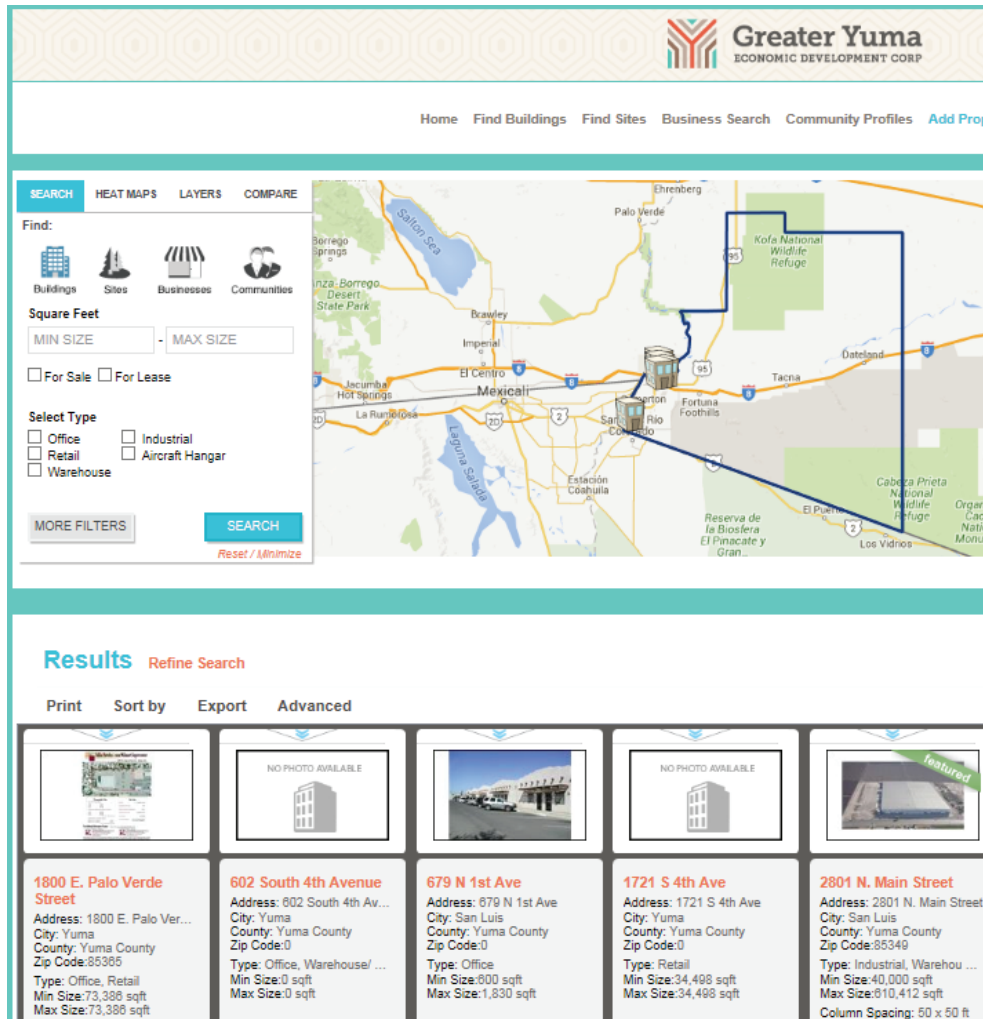 Greater Yuma
ECONOMIC DEVELOPMENT CORP
Home Find Buildings Find Sites Business Search Community Profiles Add Prop
SEARCH HEAT MAPS LAYERS COMPARE
Find:
Buildings Sites Businesses Communities
Square Feet
MIN SIZE - MAX SIZE
For Sale For Lease
Select Type
Office Industrial
Retail Aircraft Hangar
Warehouse
MORE FILTERS SEARCH
Reset / Minimize
Ehrenberg
Palo Verde
Salton Sea
Borrego
Springs
Kofa National
Wildlife
Refuge
95
nza-Borrego
Desert
State Park
Brawley
Imperial
El Centro
8
Dateland
8
Jacumba
Hot Springs
8
Mexicali
95
8
Tacna
La Rumorosa
2D
2
Fortuna
Foothills
Laguna Salada
Estación
Coahuila
2
Cabeza Prieta
National
Wildlife
Refuge
Reserva de
la Biosfera
El Pinacate y
Gran
2
Los Vidrios
Results Refine Search
Print Sort by Export Advanced
NO PHOTO AVAILABLE
NO PHOTO AVAILABLE
featured
1800 E. Palo Verde
Street
Address: 1800 E. Palo Ver...
City: Yuma
County: Yuma County
Zip Code:85365
Type: Office, Retail
Min Size:73,386 sqft
Max Size:73,386 sqft
602 South 4th Avenue
Address: 602 South 4th Av...
City: Yuma
County: Yuma County
Zip Code:0
Type: Office, Warehouse/ ...
Min Size:0 sqft
Max Size:0 sqft
679 N 1st Ave
Address: 679 N 1st Ave
City: San Luis
County: Yuma County
Zip Code:0
Type: Office
Min Size:600 sqft
Max Size:1,830 sqft
1721 S 4th Ave
Address: 1721 S 4th Ave
City: Yuma
County: Yuma County
Zip Code:0
Type: Retail
Min Size:34,498 sqft
Max Size:34,498 sqft
2801 N. Main Street
Address: 2801 N. Main Street
City: San Luis
County: Yuma County
Zip Code:85349
Type: Industrial, Warehou ...
Min Size:40,000 sqft
Max Size:610,412 sqft
Column Spacing: 50 x 50 ft